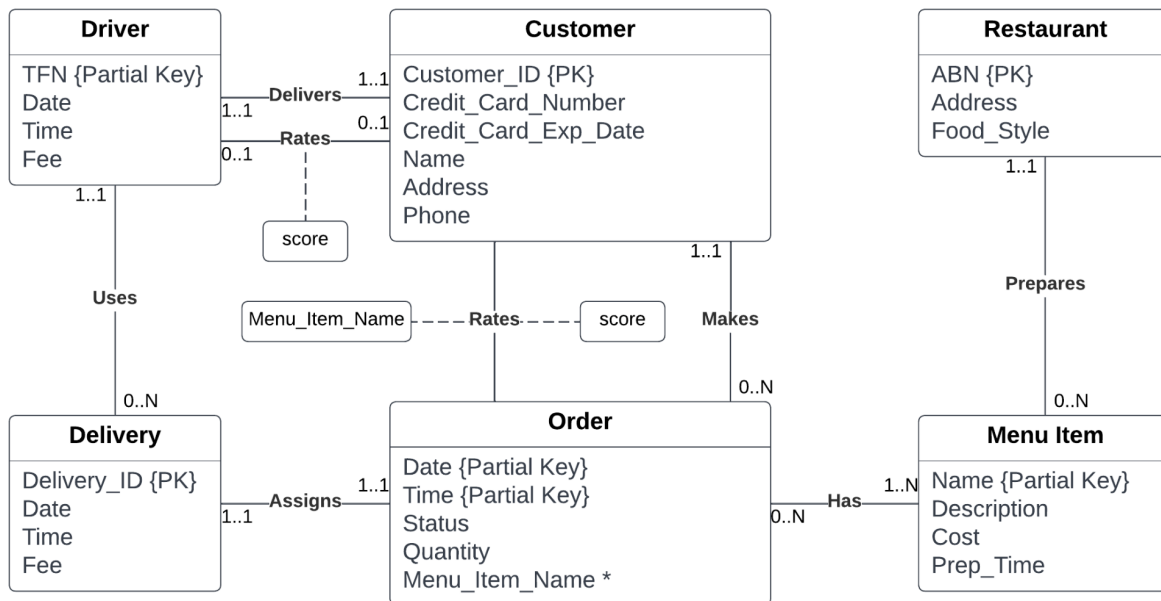 Driver
TFN {Partial Key}
Date
Time
Fee
1..1
Delivers
1..1
0..1
Rates
0..1
score
Customer
Customer_ID {PK}
Credit_Card_Number
Credit_Card_Exp_Date
Name
Address
Phone
Restaurant
ABN {PK}
Address
Food_Style
1..1
Uses
0..N
Menu_Item_Name
Rates
score
1..1
Makes
0..N
1..1
Prepares
0..N
Delivery
Delivery_ID {PK}
Date
Time
Fee
1..1
Assigns
1..1
Order
Date {Partial Key}
Time {Partial Key}
Status
Quantity
Menu_Item_Name *
0..N
Has
1..N
Menu Item
Name {Partial Key}
Description
Cost
Prep_Time